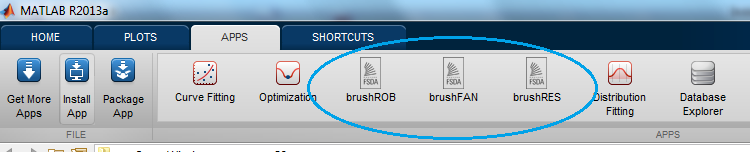 MATLAB R2013a
HOME PLOTS APPS SHORTCUTS
Get More Apps
Install App
Package App
Curve Fitting
Optimization
FSDA
brushROB
FSDA
brushFAN
FSDA
brushRES
Distribution Fitting
Database Explorer
FILE APPS